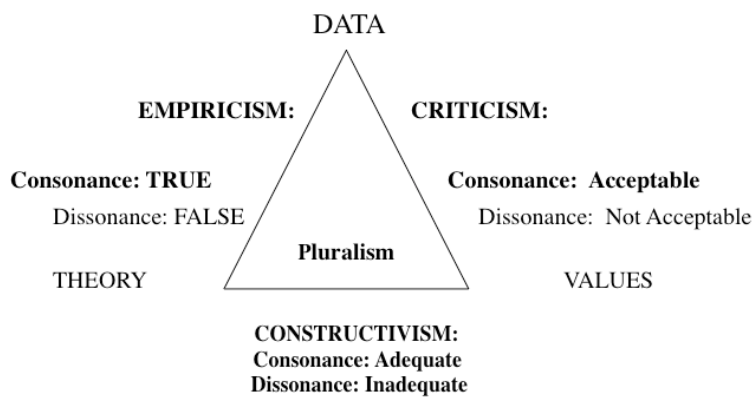 DATA
EMPIRICISM: CRITICISM:
Consonance: TRUE Consonance: Acceptable
Dissonance: FALSE Dissonance: Not Acceptable
Pluralism
THEORY VALUES
CONSTRUCTIVISM:
Consonance: Adequate
Dissonance: Inadequate